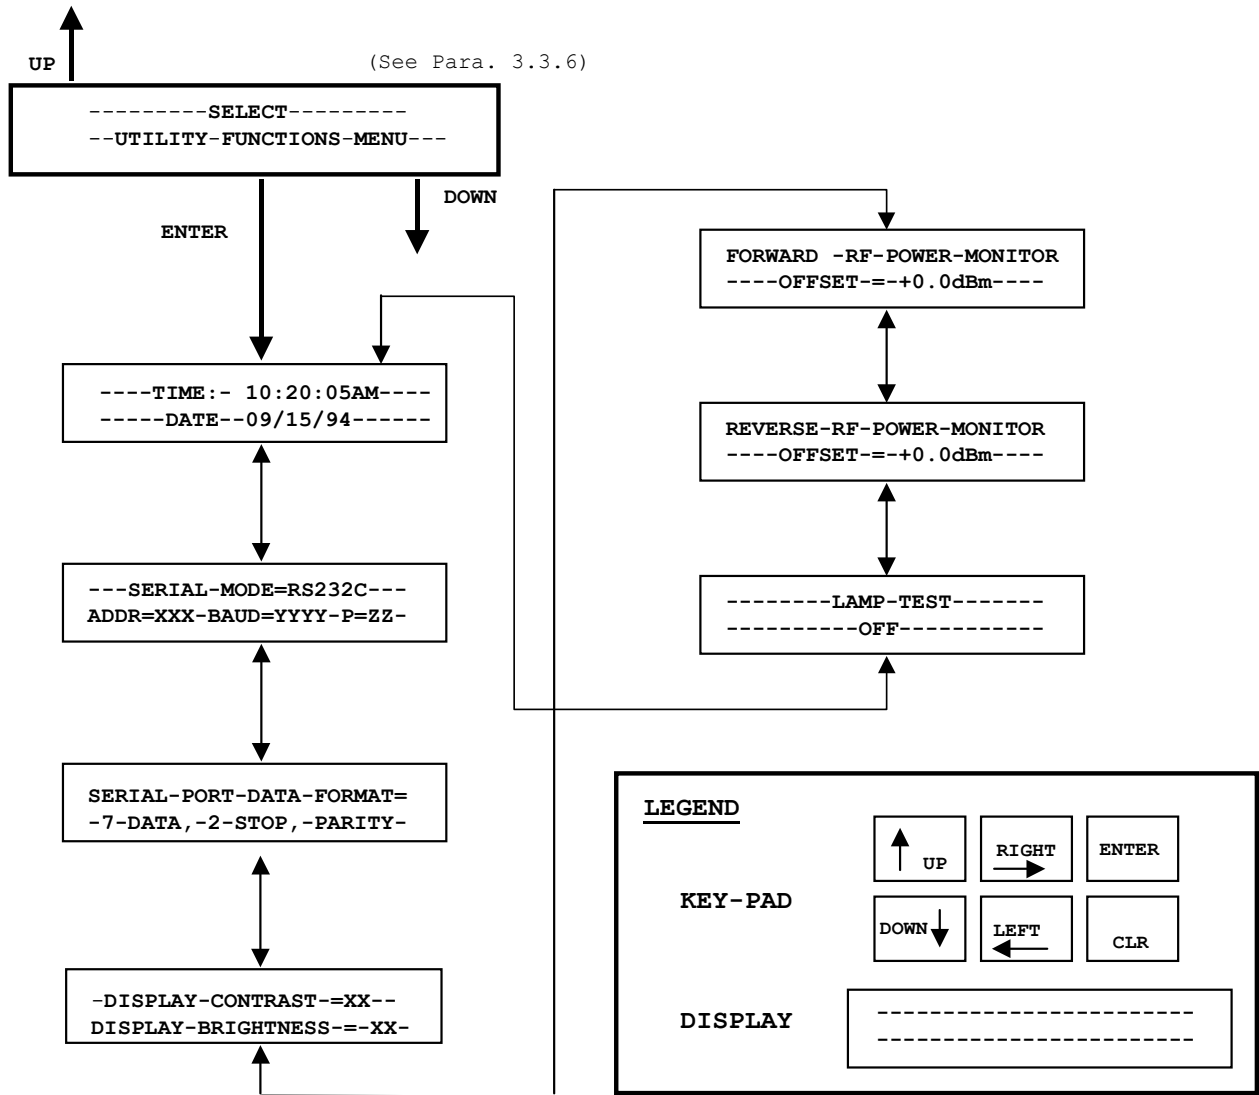 UP
(See Para. 3.3.6)
---------SELECT---------
--UTILITY-FUNCTIONS-MENU---
DOWN
ENTER
----TIME:- 10:20:05AM----
-----DATE--09/15/94------
---SERIAL-MODE=RS232C---
ADDR=XXX-BAUD=YYYY-P=ZZ-
SERIAL-PORT-DATA-FORMAT=
-7-DATA,-2-STOP,-PARITY-
-DISPLAY-CONTRAST-=XX--
DISPLAY-BRIGHTNESS-=-XX-
FORWARD -RF-POWER-MONITOR
----OFFSET-=-+0.0dBm----
REVERSE-RF-POWER-MONITOR
----OFFSET-=-+0.0dBm----
--------LAMP-TEST-------
----------OFF-----------
LEGEND
KEY-PAD
UP
RIGHT
ENTER
DOWN
LEFT
CLR
DISPLAY
------------------------
------------------------